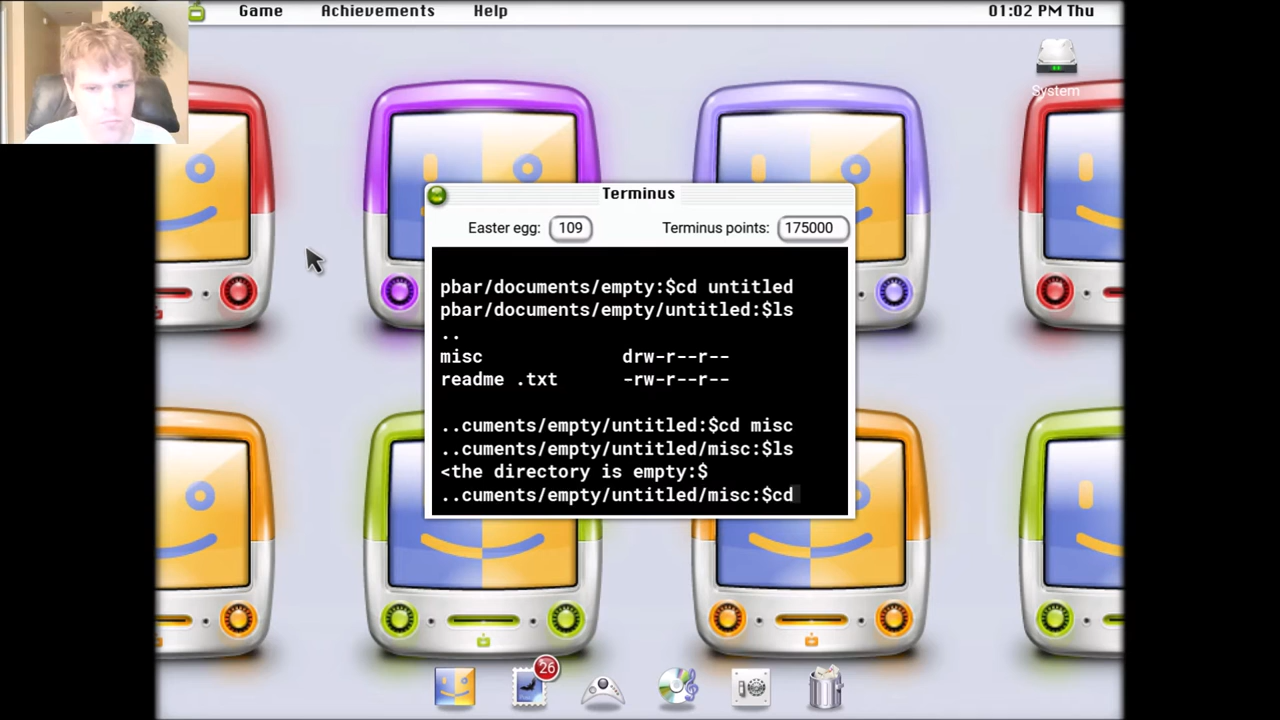 Game Achievements Help 01:02 PM Thu
System
Terminus
Easter egg: 109 Terminus points: 175000
pbar/documents/empty:$cd untitled
pbar/documents/empty/untitled:$ls
..
misc drw-r--r--
readme .txt -rw-r--r--
..cuments/empty/untitled:$cd misc
..cuments/empty/untitled/misc:$ls
<the directory is empty:$
..cuments/empty/untitled/misc:$cd
26